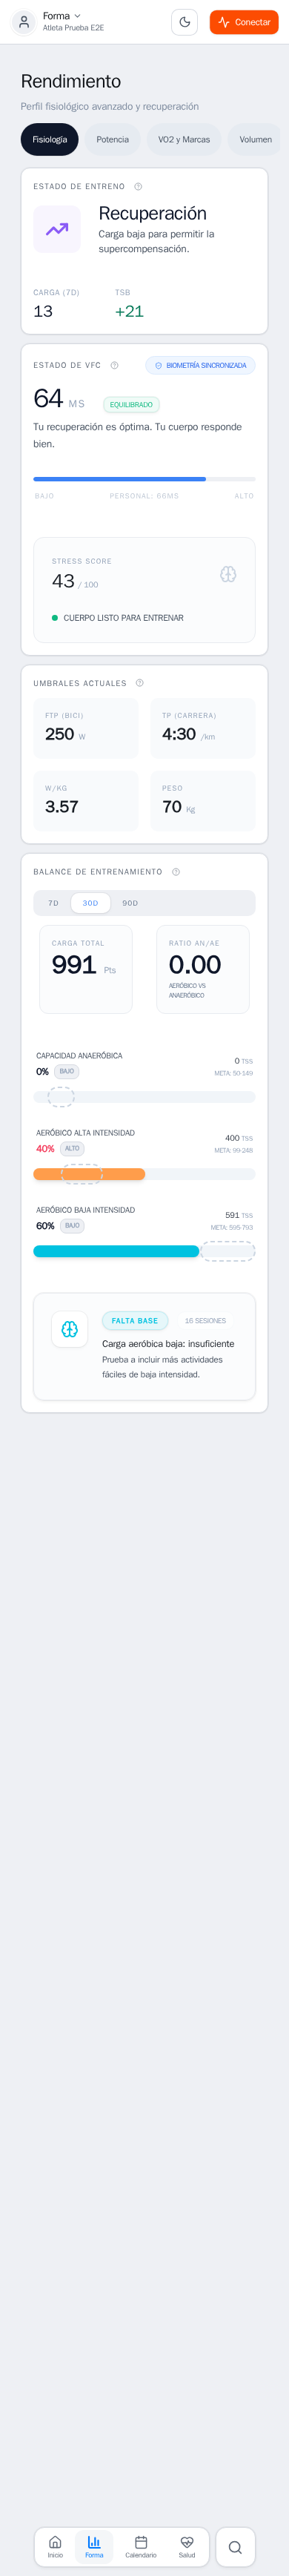 Forma
Atleta Prueba E2E
Conectar
Rendimiento
Perfil fisiológico avanzado y recuperación
Fisiología
Potencia
VO2 y Marcas
Volumen
ESTADO DE ENTRENO
Recuperación
Carga baja para permitir la
supercompensación.
CARGA (7D)
TSB
13
+21
ESTADO DE VFC
BIOMETRÍA SINCRONIZADA
64 MS
EQUILIBRADO
Tu recuperación es óptima. Tu cuerpo responde
bien.
BAJO
PERSONAL: 66MS
ALTO
STRESS SCORE
43 / 100
CUERPO LISTO PARA ENTRENAR
UMBRALES ACTUALES
FTP (BICI)
250 W
TP (CARRERA)
4:30 /km
W/KG
3.57
PESO
70 Kg
BALANCE DE ENTRENAMIENTO
7D
30D
90D
CARGA TOTAL
991 Pts
RATIO AN/AE
0.00
AERÓBICO VS
ANAERÓBICO
CAPACIDAD ANAERÓBICA
0% BAJO
0 TSS
META: 50-149
AERÓBICO ALTA INTENSIDAD
40% ALTO
400 TSS
META: 99-248
AERÓBICO BAJA INTENSIDAD
60% BAJO
591 TSS
META: 595-793
FALTA BASE
16 SESIONES
Carga aeróbica baja: insuficiente
Prueba a incluir más actividades
fáciles de baja intensidad.
Inicio
Forma
Calendario
Salud